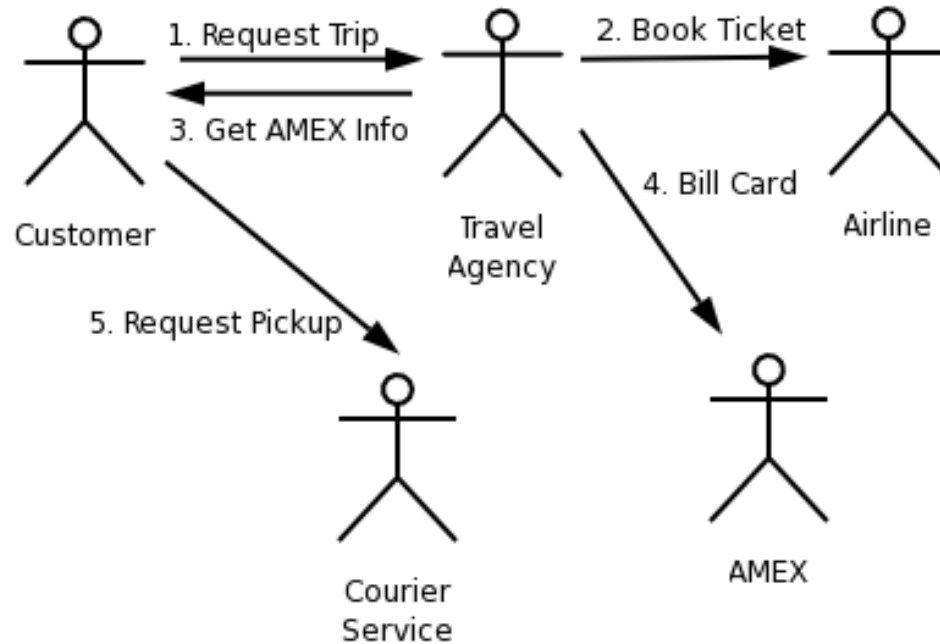 1. Request Trip
2. Book Ticket
3. Get AMEX Info
4. Bill Card
Customer
Travel
Agency
Airline
5. Request Pickup
AMEX
Courier
Service